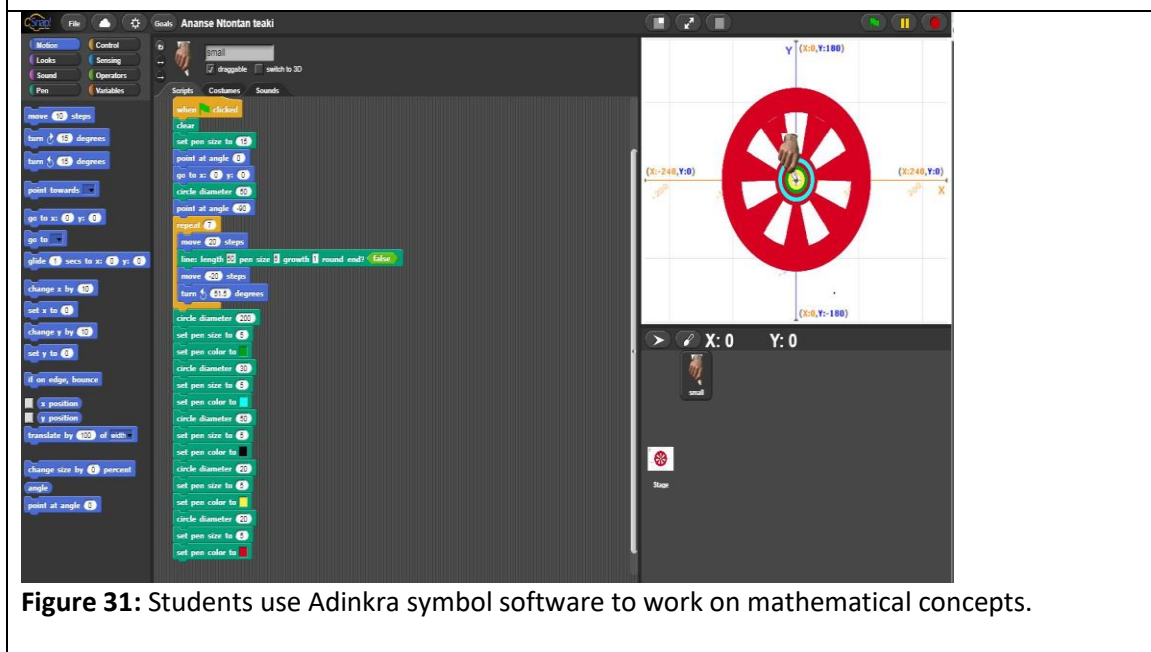 CSnap! File Goals Ananse Ntontan teaki
Motion Control
Looks Sensing
Sound Operators
Pen Variables
move 10 steps
turn 15 degrees
turn 15 degrees
point towards
go to x: 0 y: 0
go to
glide 1 secs to x: 0 y: 0
change x by 10
set x to 0
change y by 10
set y to 0
if on edge, bounce
x position
y position
translate by 100 of width
change size by 0 percent
angle
point at angle 0
small
draggable switch to 3D
Scripts Costumes Sounds
when clicked
clear
set pen size to 15
point at angle 0
go to x: 0 y: 0
circle diameter 60
point at angle -90
repeat 7
move 20 steps
line: length pen size growth round end? false
move -20 steps
turn 51.5 degrees
circle diameter 200
set pen size to 5
set pen color to
circle diameter 30
set pen size to 5
set pen color to
circle diameter 50
set pen size to 5
set pen color to
circle diameter 20
set pen size to 5
set pen color to
circle diameter 20
set pen size to 5
set pen color to
Y (X:0,Y:180)
(X:-240,Y:0) (X:240,Y:0)
-200 200 X
(X:0,Y:-180)
X: 0 Y: 0
small
Stage
Figure 31: Students use Adinkra symbol software to work on mathematical concepts.